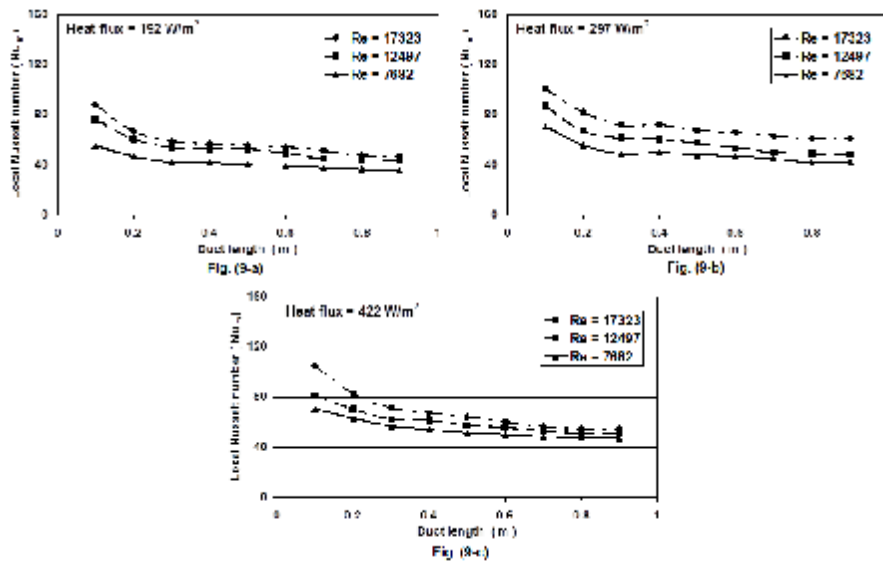 160
Heat flux = 192 W/m²
Re = 17323
Re = 12497
Re = 7692
120
80
40
0
Local Nusselt number (Nuₓ)
0
0.2
0.4
0.6
0.8
1
Duct length (m)
Fig. (9-a)
160
Heat flux = 297 W/m²
Re = 17323
Re = 12497
Re = 7682
120
80
40
0
Local Nusselt number (Nuₓ)
0
0.2
0.4
0.6
0.8
Duct length (m)
Fig. (9-b)
160
Heat flux = 422 W/m²
Re = 17323
Re = 12497
Re = 7682
120
80
40
0
Local Nusselt number (Nuₓ)
0
0.2
0.4
0.6
0.8
1
Duct length (m)
Fig. (9-c)